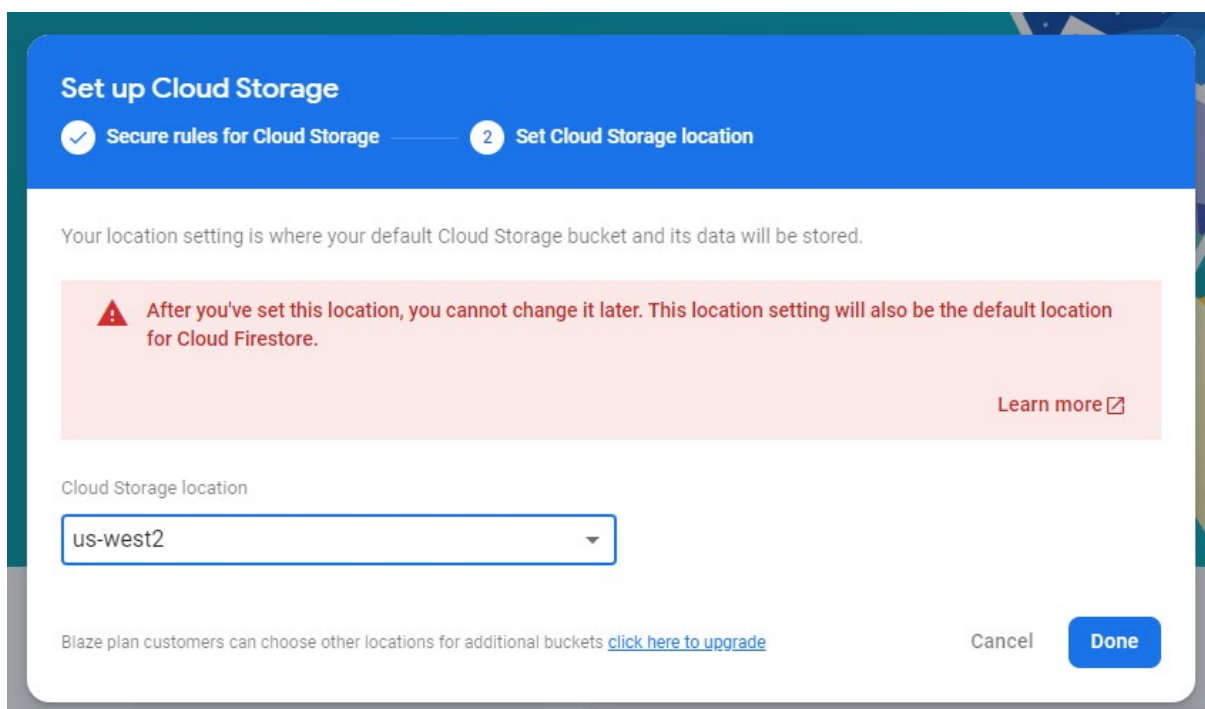 Set up Cloud Storage
Secure rules for Cloud Storage
2 Set Cloud Storage location
Your location setting is where your default Cloud Storage bucket and its data will be stored.
After you've set this location, you cannot change it later. This location setting will also be the default location
for Cloud Firestore.
Learn more
Cloud Storage location
us-west2
Blaze plan customers can choose other locations for additional buckets click here to upgrade
Cancel
Done